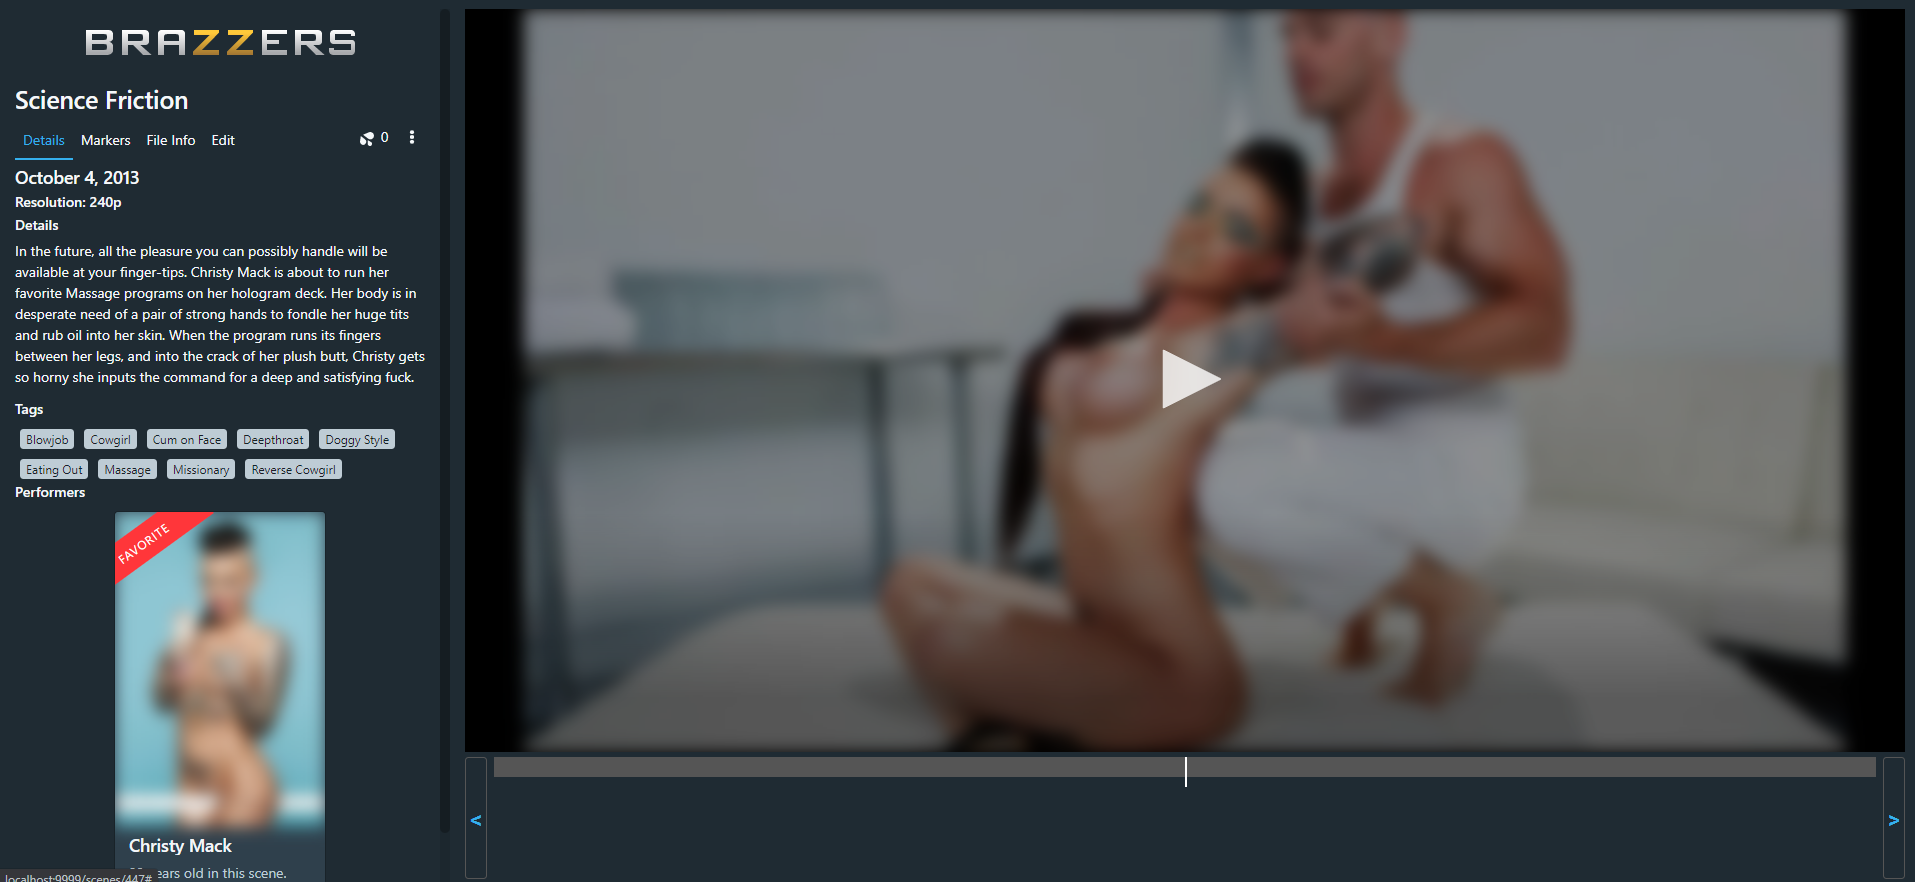 BRAZZERS
Science Friction
Details Markers File Info Edit 0
October 4, 2013
Resolution: 240p
Details
In the future, all the pleasure you can possibly handle will be
available at your finger-tips. Christy Mack is about to run her
favorite Massage programs on her hologram deck. Her body is in
desperate need of a pair of strong hands to fondle her huge tits
and rub oil into her skin. When the program runs its fingers
between her legs, and into the crack of her plush butt, Christy gets
so horny she inputs the command for a deep and satisfying fuck.
Tags
Blowjob Cowgirl Cum on Face Deepthroat Doggy Style
Eating Out Massage Missionary Reverse Cowgirl
Performers
FAVORITE
Christy Mack
old in this scene.
localhost:9999/scenes/447#
<
>